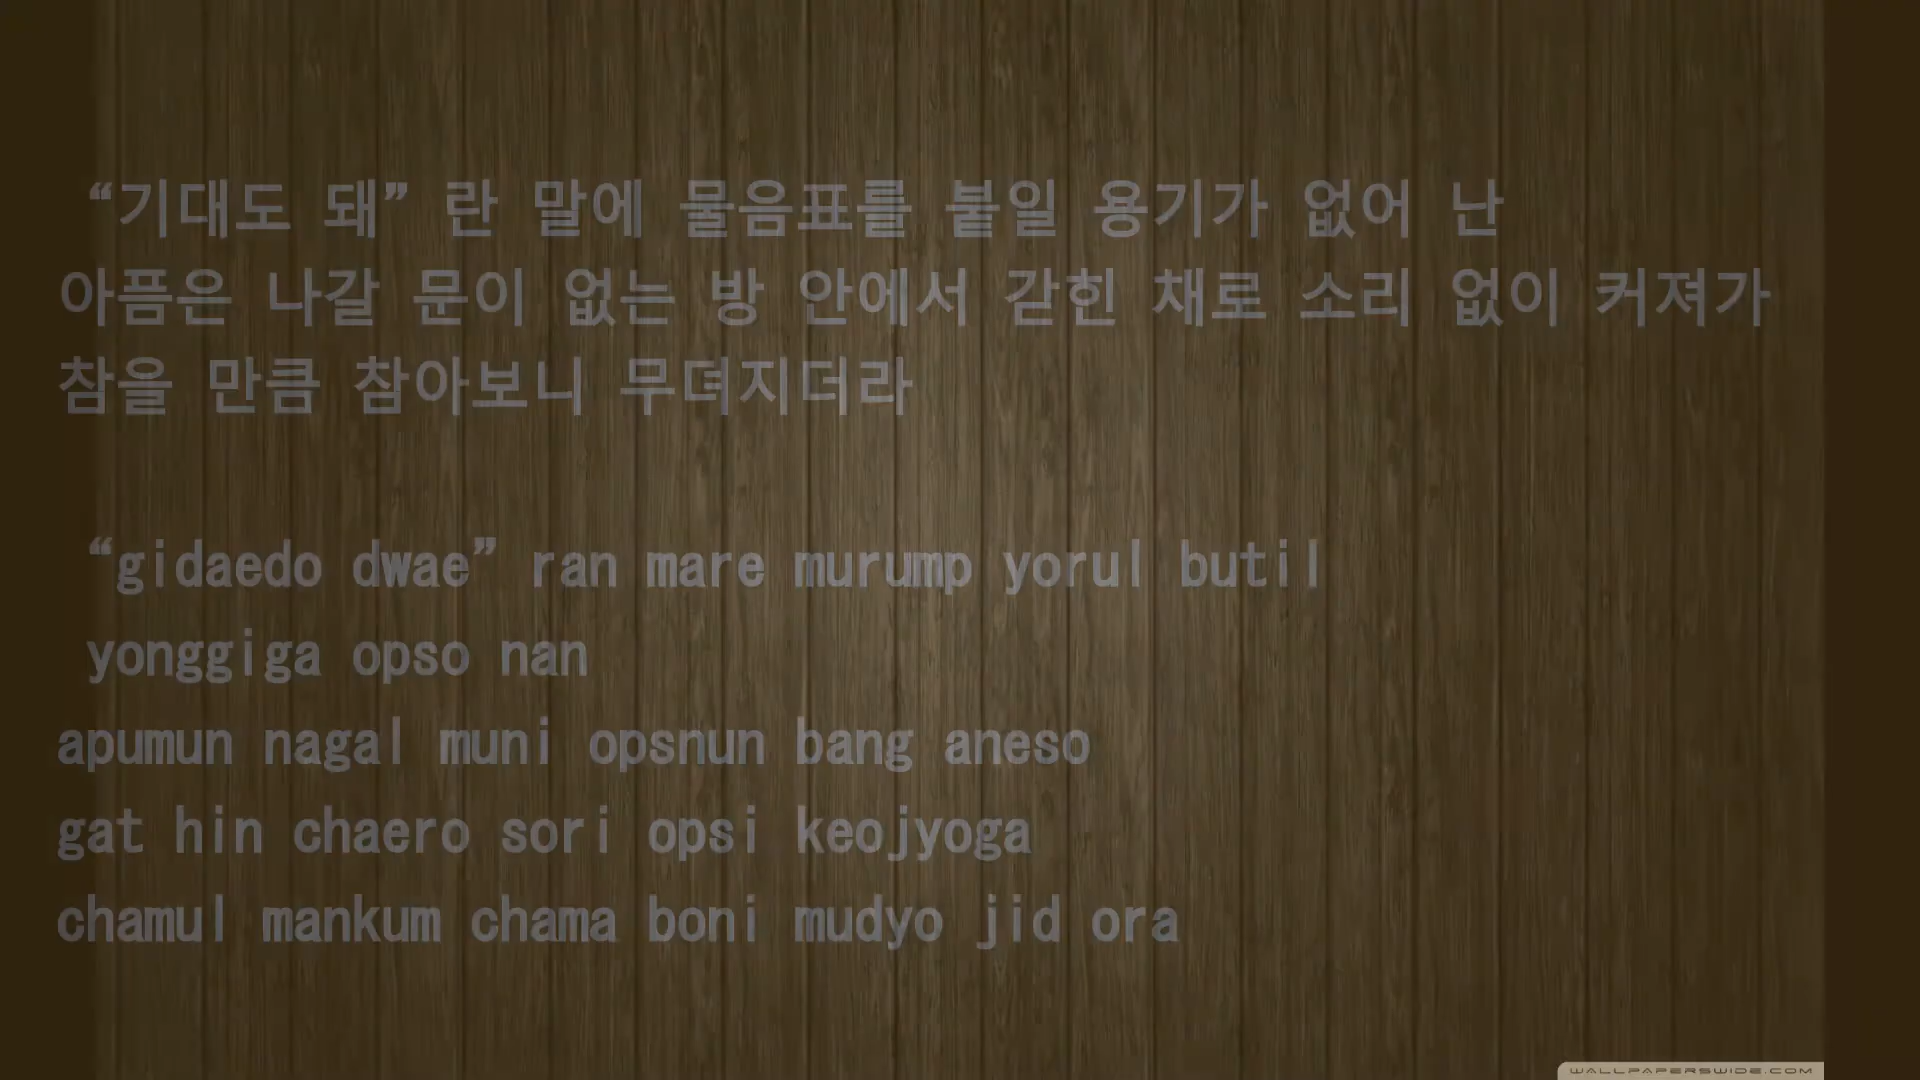 “기대도 돼”란 말에 물음표를 붙일 용기가 없어 난
아픔은 나갈 문이 없는 방 안에서 갇힌 채로 소리 없이 커져가
참을 만큼 참아보니 무뎌지더라
“gidaedo dwae”ran mare murump yorul butil
yonggiga opso nan
apumun nagal muni opsnun bang aneso
gat hin chaero sori opsi keojyoga
chamul mankum chama boni mudyo jid ora
WALLPAPERSWIDE.COM